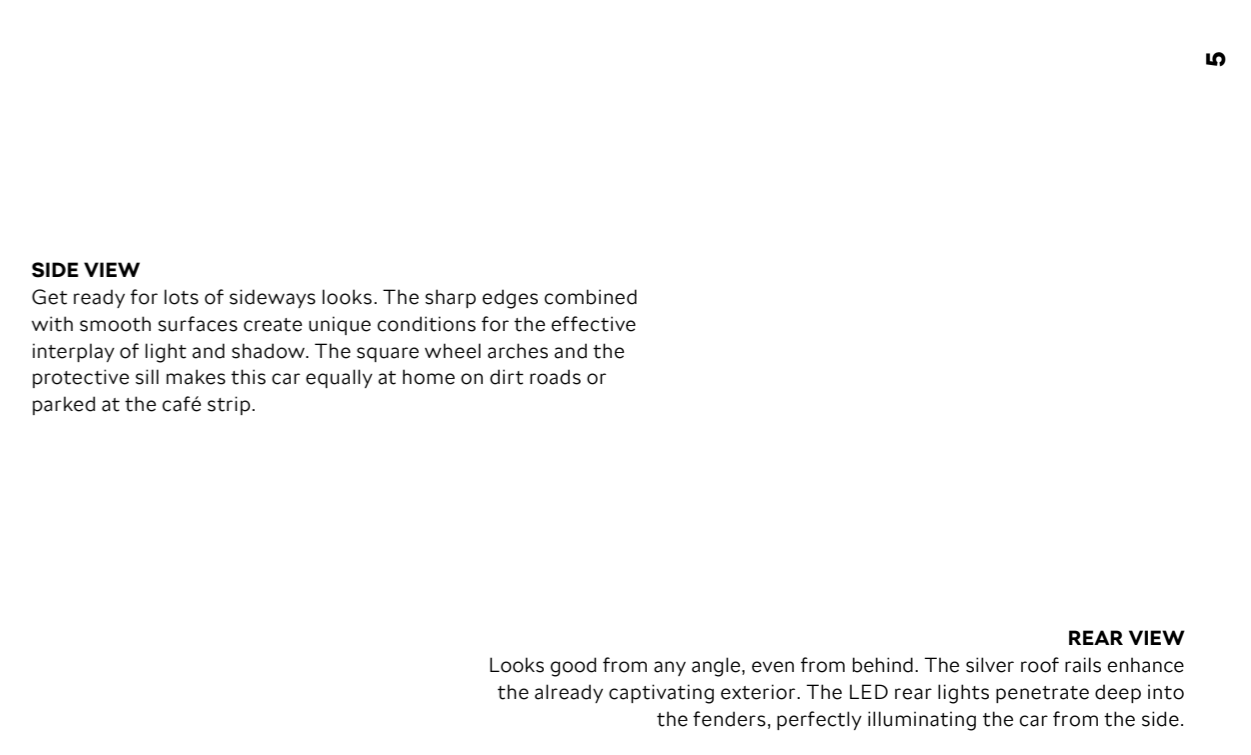 5
SIDE VIEW
Get ready for lots of sideways looks. The sharp edges combined
with smooth surfaces create unique conditions for the effective
interplay of light and shadow. The square wheel arches and the
protective sill makes this car equally at home on dirt roads or
parked at the café strip.
REAR VIEW
Looks good from any angle, even from behind. The silver roof rails enhance
the already captivating exterior. The LED rear lights penetrate deep into
the fenders, perfectly illuminating the car from the side.